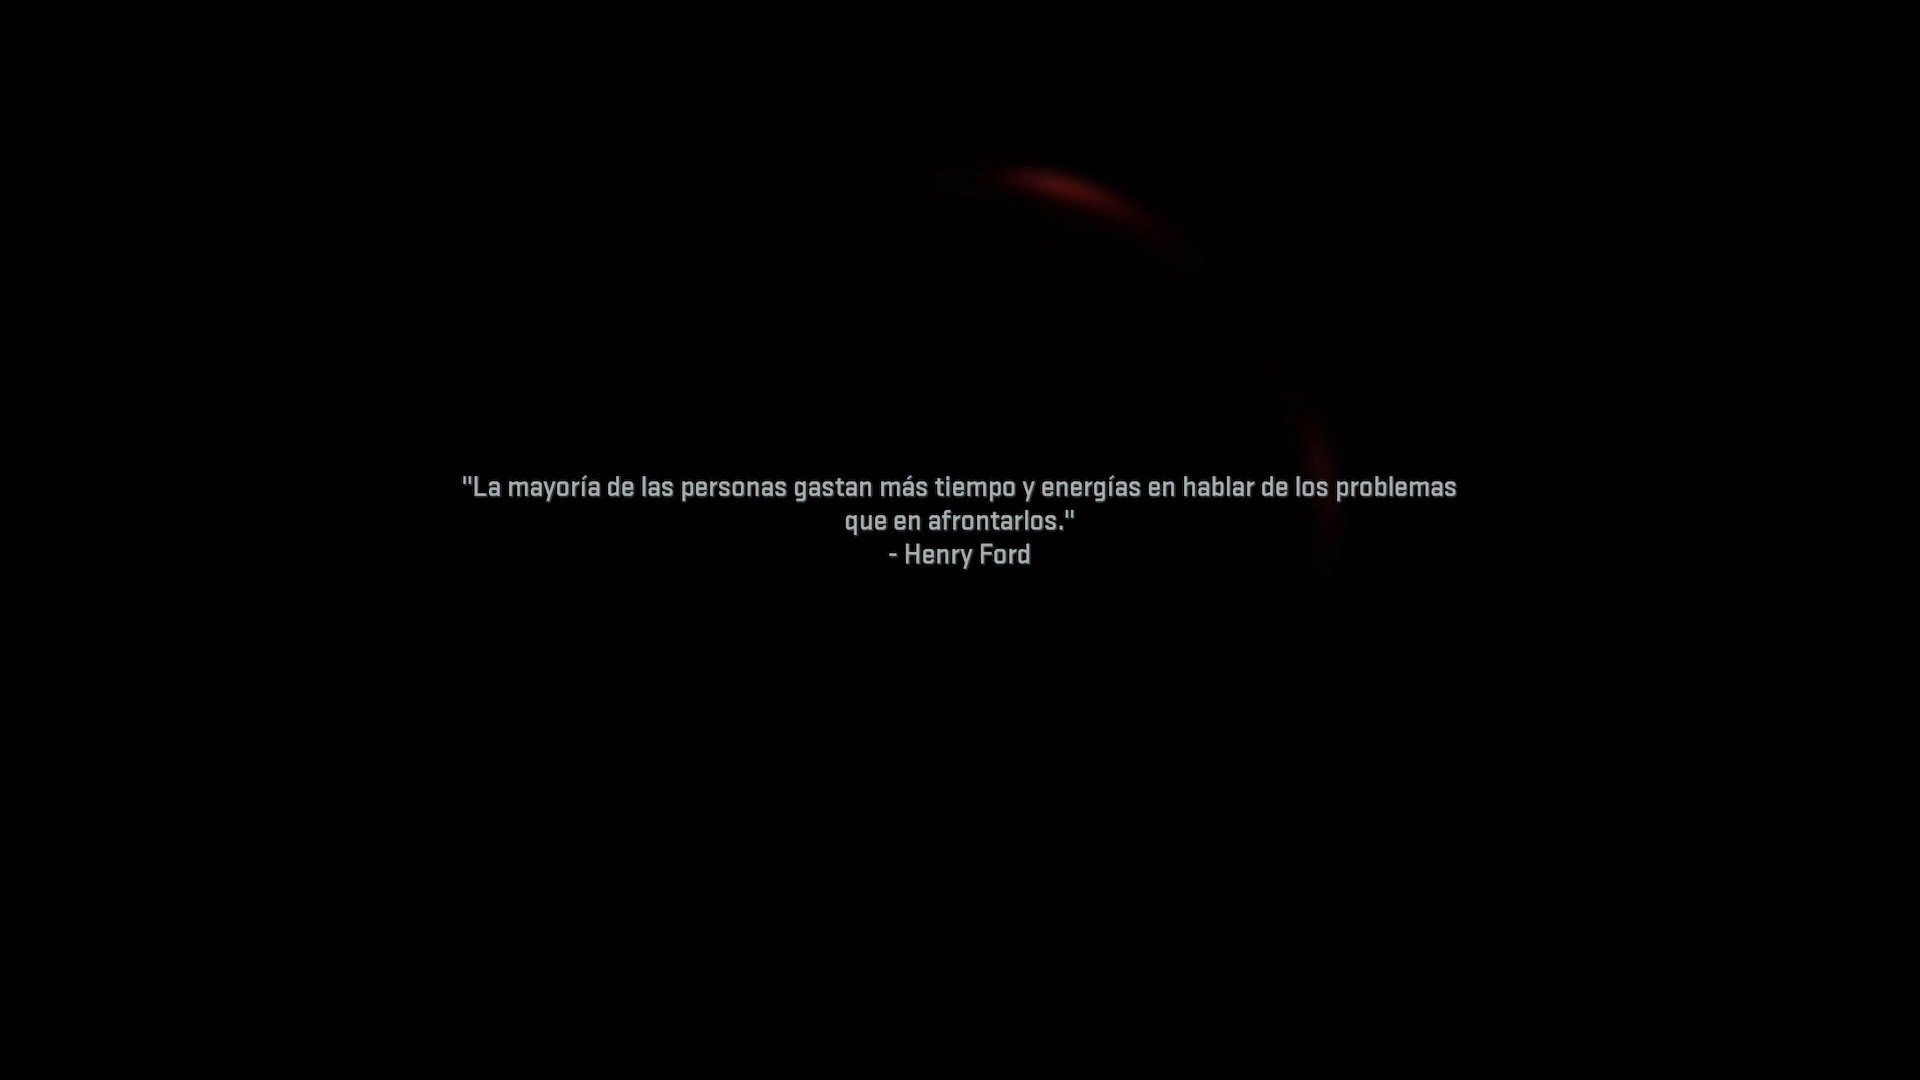 "La mayoría de las personas gastan más tiempo y energías en hablar de los problemas
que en afrontarlos."
- Henry Ford